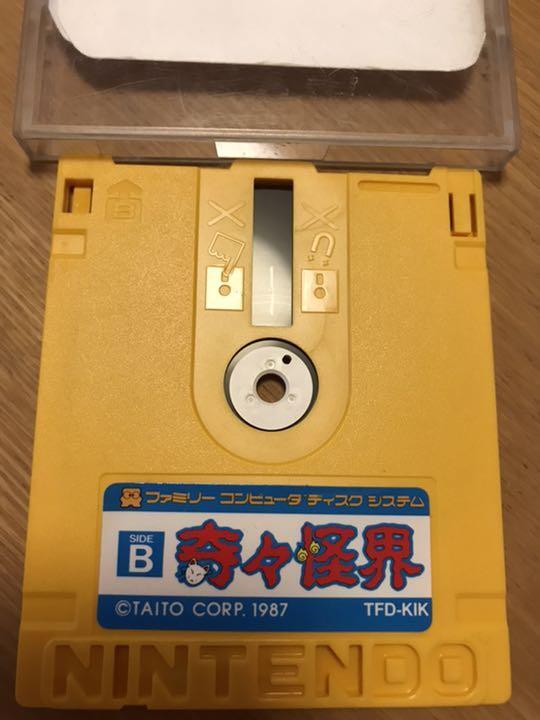 B
ファミリー コンピュータ ディスク システム
SIDE
B
奇々怪界
©TAITO CORP. 1987 TFD-KIK
NINTENDO